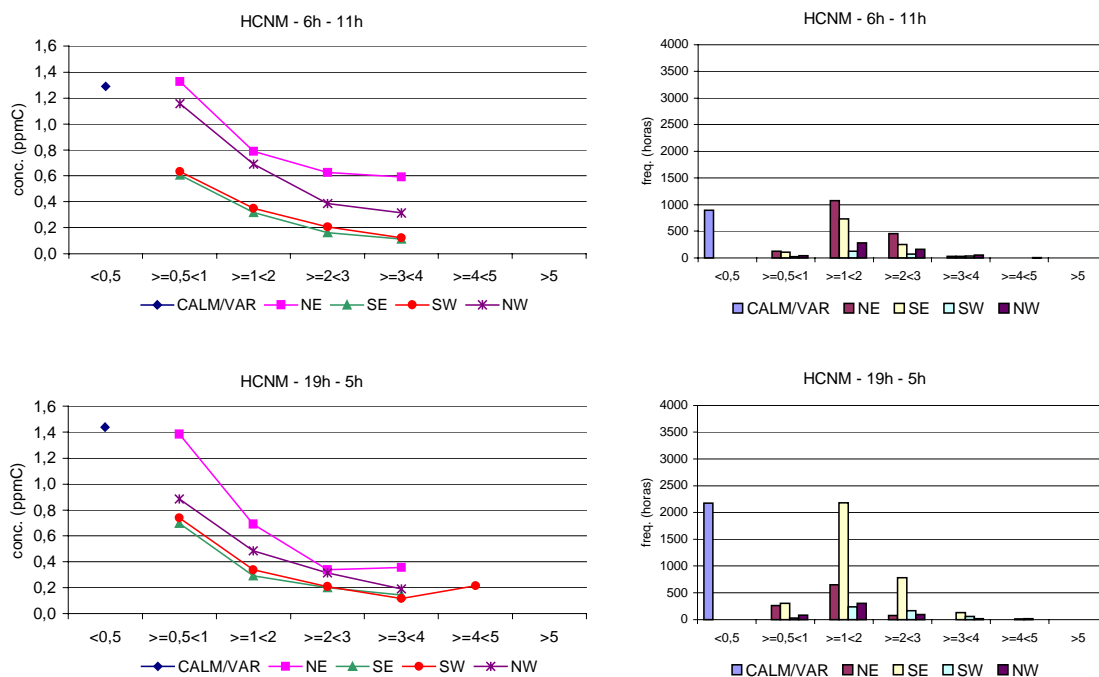 HCNM - 6h - 11h
conc. (ppmC)
1,6
1,4
1,2
1,0
0,8
0,6
0,4
0,2
0,0
<0,5 >=0,5<1 >=1<2 >=2<3 >=3<4 >=4<5 >5
CALM/VAR NE SE SW NW
HCNM - 6h - 11h
freq. (horas)
4000
3500
3000
2500
2000
1500
1000
500
0
<0,5 >=0,5<1 >=1<2 >=2<3 >=3<4 >=4<5 >5
CALM/VAR NE SE SW NW
HCNM - 19h - 5h
conc. (ppmC)
1,6
1,4
1,2
1,0
0,8
0,6
0,4
0,2
0,0
<0,5 >=0,5<1 >=1<2 >=2<3 >=3<4 >=4<5 >5
CALM/VAR NE SE SW NW
HCNM - 19h - 5h
freq. (horas)
4000
3500
3000
2500
2000
1500
1000
500
0
<0,5 >=0,5<1 >=1<2 >=2<3 >=3<4 >=4<5 >5
CALM/VAR NE SE SW NW